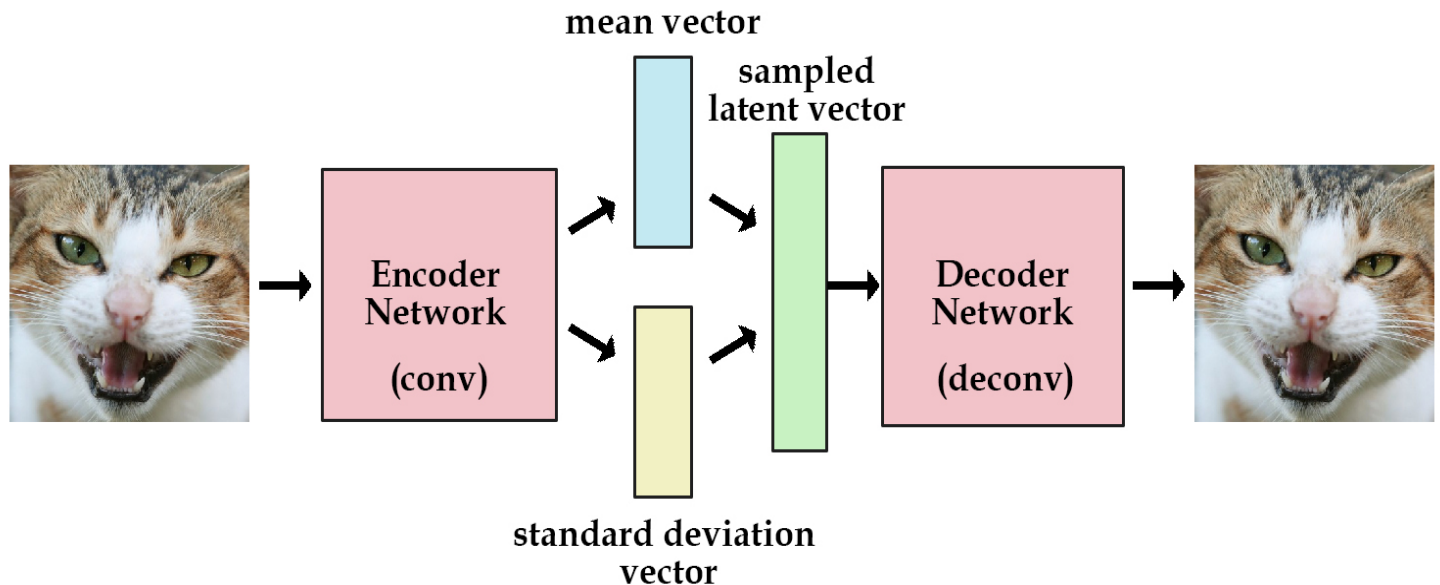 mean vector
sampled
latent vector
Encoder
Network
(conv)
Decoder
Network
(deconv)
standard deviation
vector